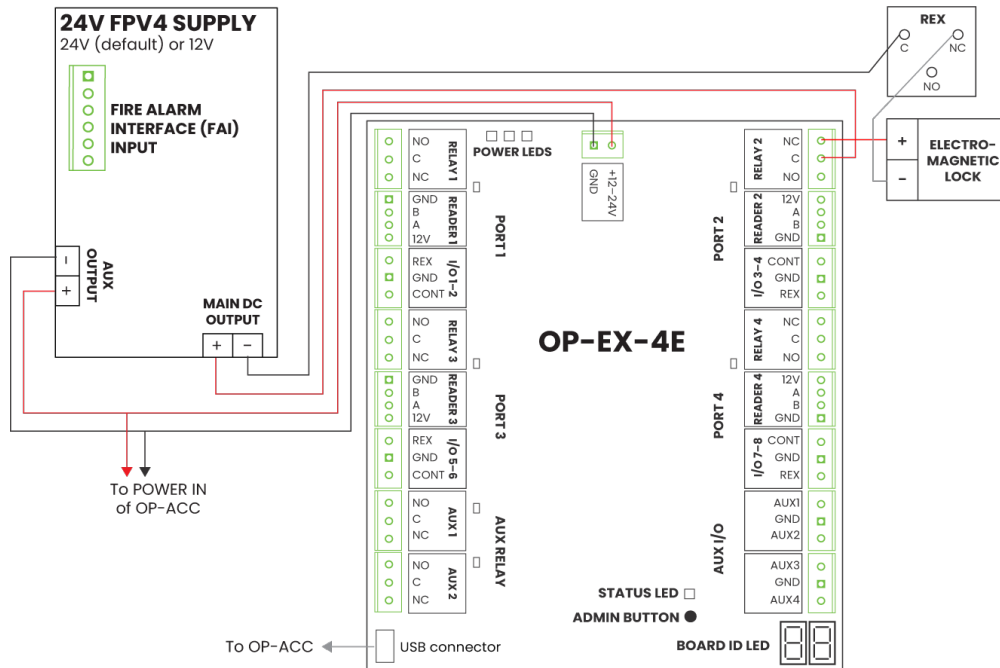 24V FPV4 SUPPLY
24V (default) or 12V
FIRE ALARM
INTERFACE (FAI)
INPUT
AUX
OUTPUT
-
+
MAIN DC
OUTPUT
+
-
To POWER IN
of OP-ACC
REX
C
NC
NO
+
-
ELECTRO-
MAGNETIC
LOCK
POWER LEDS
GND
+12-24V
OP-EX-4E
NO
C
NC
RELAY 1
GND
B
A
12V
READER 1
REX
GND
CONT
I/O 1-2
PORT 1
NO
C
NC
RELAY 3
GND
B
A
12V
READER 3
REX
GND
CONT
I/O 5-6
PORT 3
NO
C
NC
AUX 1
NO
C
NC
AUX 2
AUX RELAY
RELAY 2
NC
C
NO
READER 2
12V
A
B
GND
I/O 3-4
CONT
GND
REX
PORT 2
RELAY 4
NC
C
NO
READER 4
12V
A
B
GND
I/O 7-8
CONT
GND
REX
PORT 4
AUX1
GND
AUX2
AUX3
GND
AUX4
AUX I/O
STATUS LED
ADMIN BUTTON
BOARD ID LED
88
To OP-ACC
USB connector